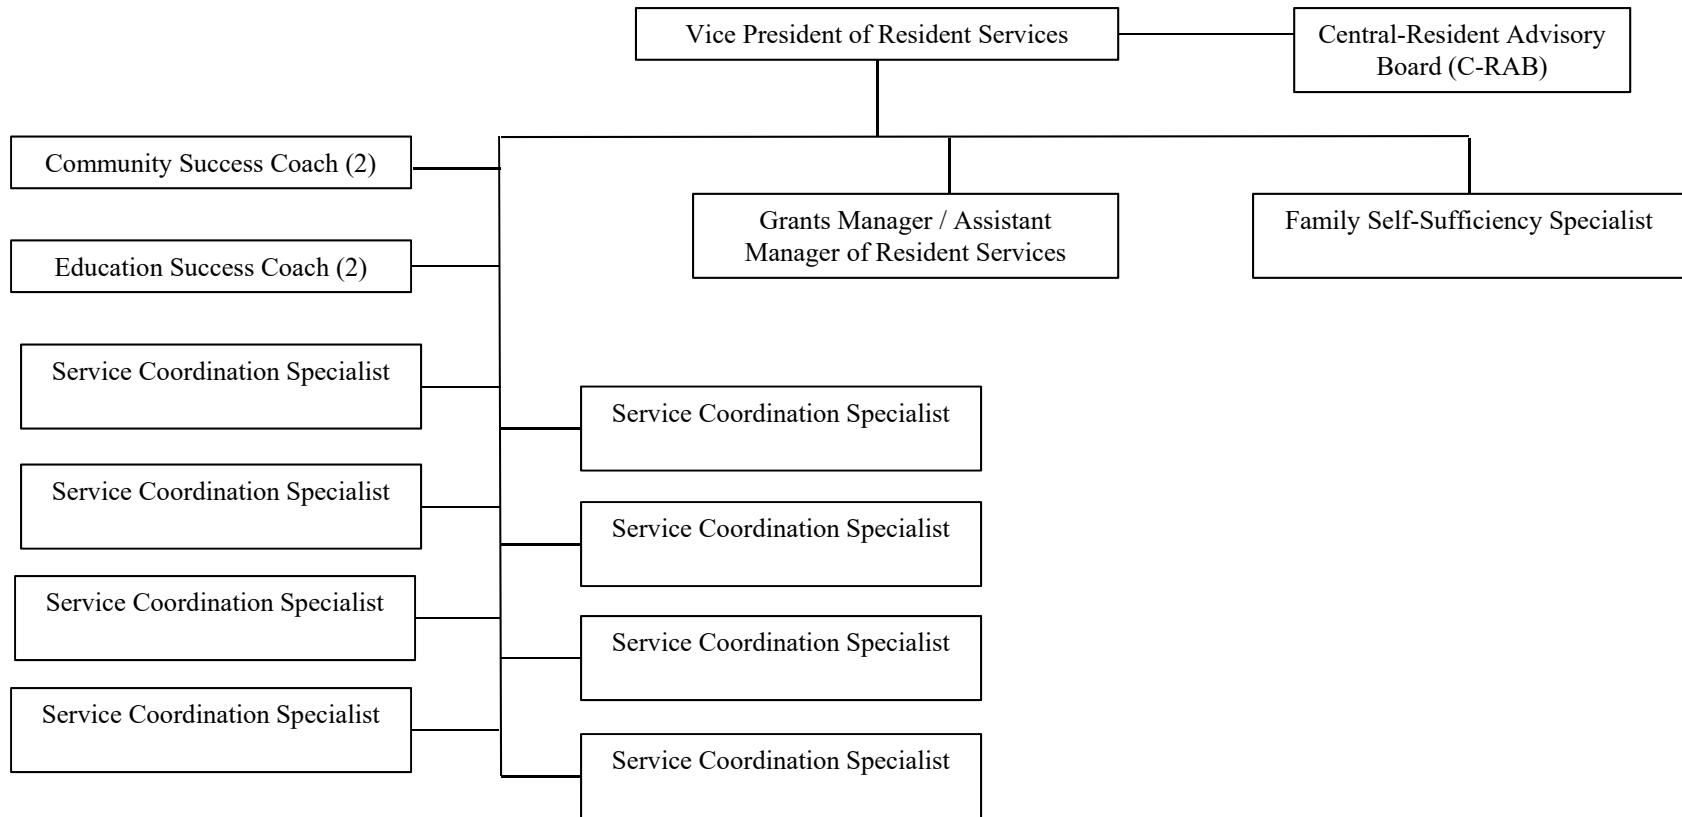 Vice President of Resident Services
Central-Resident Advisory
Board (C-RAB)
Community Success Coach (2)
Grants Manager / Assistant
Manager of Resident Services
Family Self-Sufficiency Specialist
Education Success Coach (2)
Service Coordination Specialist
Service Coordination Specialist
Service Coordination Specialist
Service Coordination Specialist
Service Coordination Specialist
Service Coordination Specialist
Service Coordination Specialist
Service Coordination Specialist